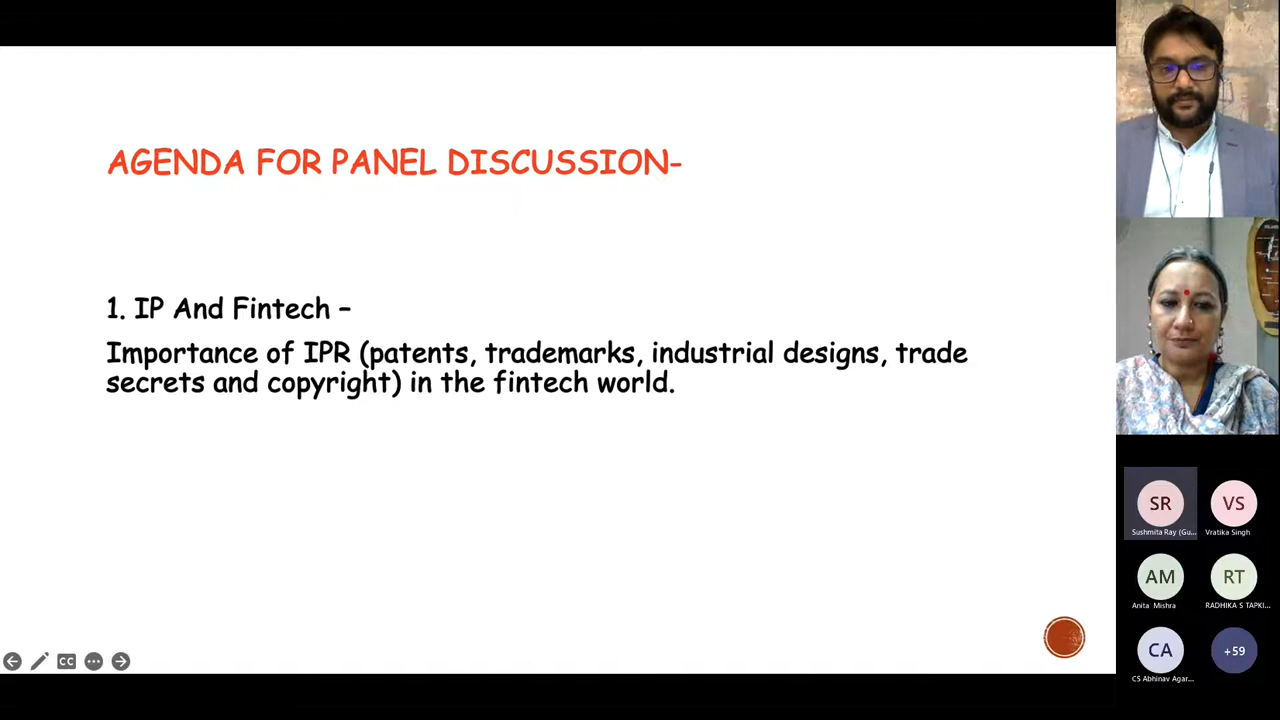 AGENDA FOR PANEL DISCUSSION-
1. IP And Fintech –
Importance of IPR (patents, trademarks, industrial designs, trade
secrets and copyright) in the fintech world.
CC
SR
VS
Sushmita Ray (Gu...
Vratika Singh
AM
RT
Anita Mishra
RADHIKA S TAPKI...
CA
+59
CS Abhinav Agar...